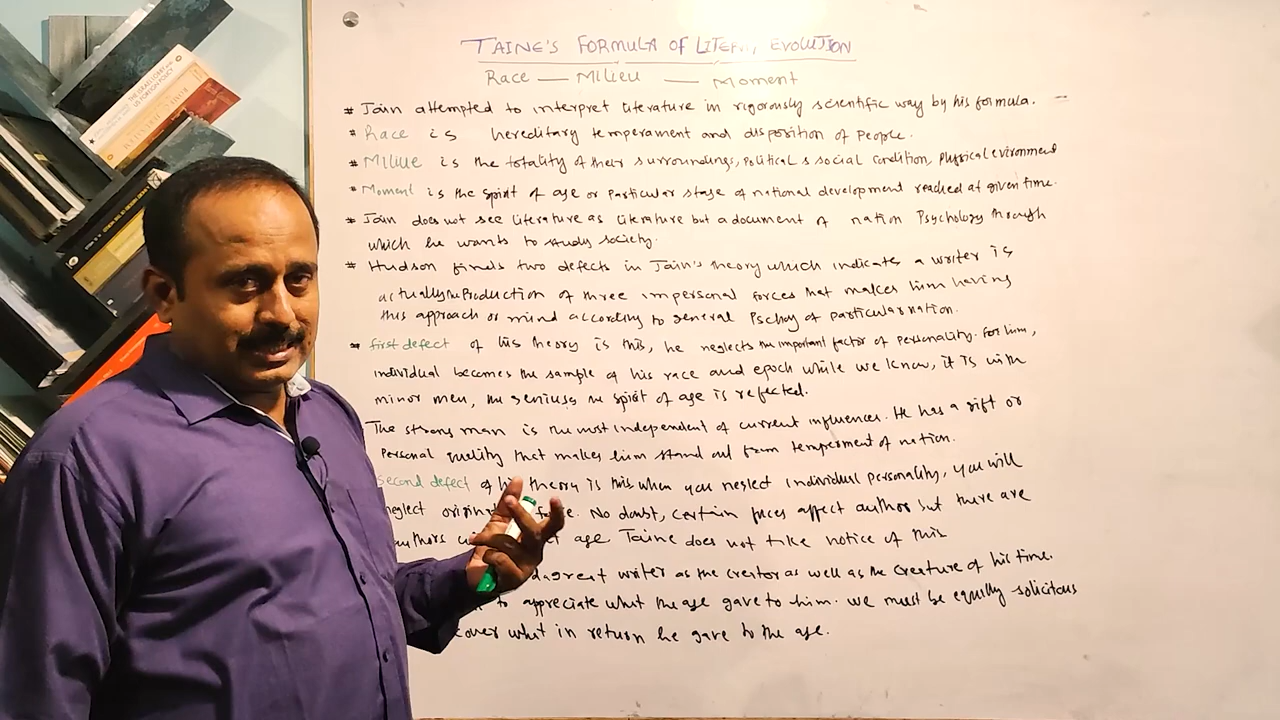 THE ISRAEL LOBBY AND
US FOREIGN POLICY
TAINE'S FORMULA OF EVOLUTION
Race — Milieu — Moment
* Tain attempted to interpret literature in rigorously scientific way by his formula.
* Race is hereditary temperament and disposition of people.
* Milieu is the totality of their surroundings, political & social condition, physical evironment
* Moment is the spirit of age or particular stage of national development reached at given time.
* Tain does not see literature as literature but a document of nation Psychology through
which he wants to study society.
* Hudson finds two defects in Tain's theory which indicates a writer is
actually the Production of three impersonal forces that makes him having
this approach or mind according to general of particular nation.
* first defect of his theory is this, he neglects the important factor of personality. For him,
individual becomes the sample of his race and epoch while we know, it is with
minor men, the geniuses the spirit of age is reflected.
The strong man is the most independent of current influences. He has a gift or
personal quality that makes him stand out from temperoment of nation.
second defect of his theory is this when you neglect individual personality, you will
neglect No doubt, certain forces affect author but there are
authors age Taine does not take notice of this
great writer as the creator as well as the creature of his time.
to appreciate what the age gave to him. we must be equally solicitous
cover what in return he gave to the age.